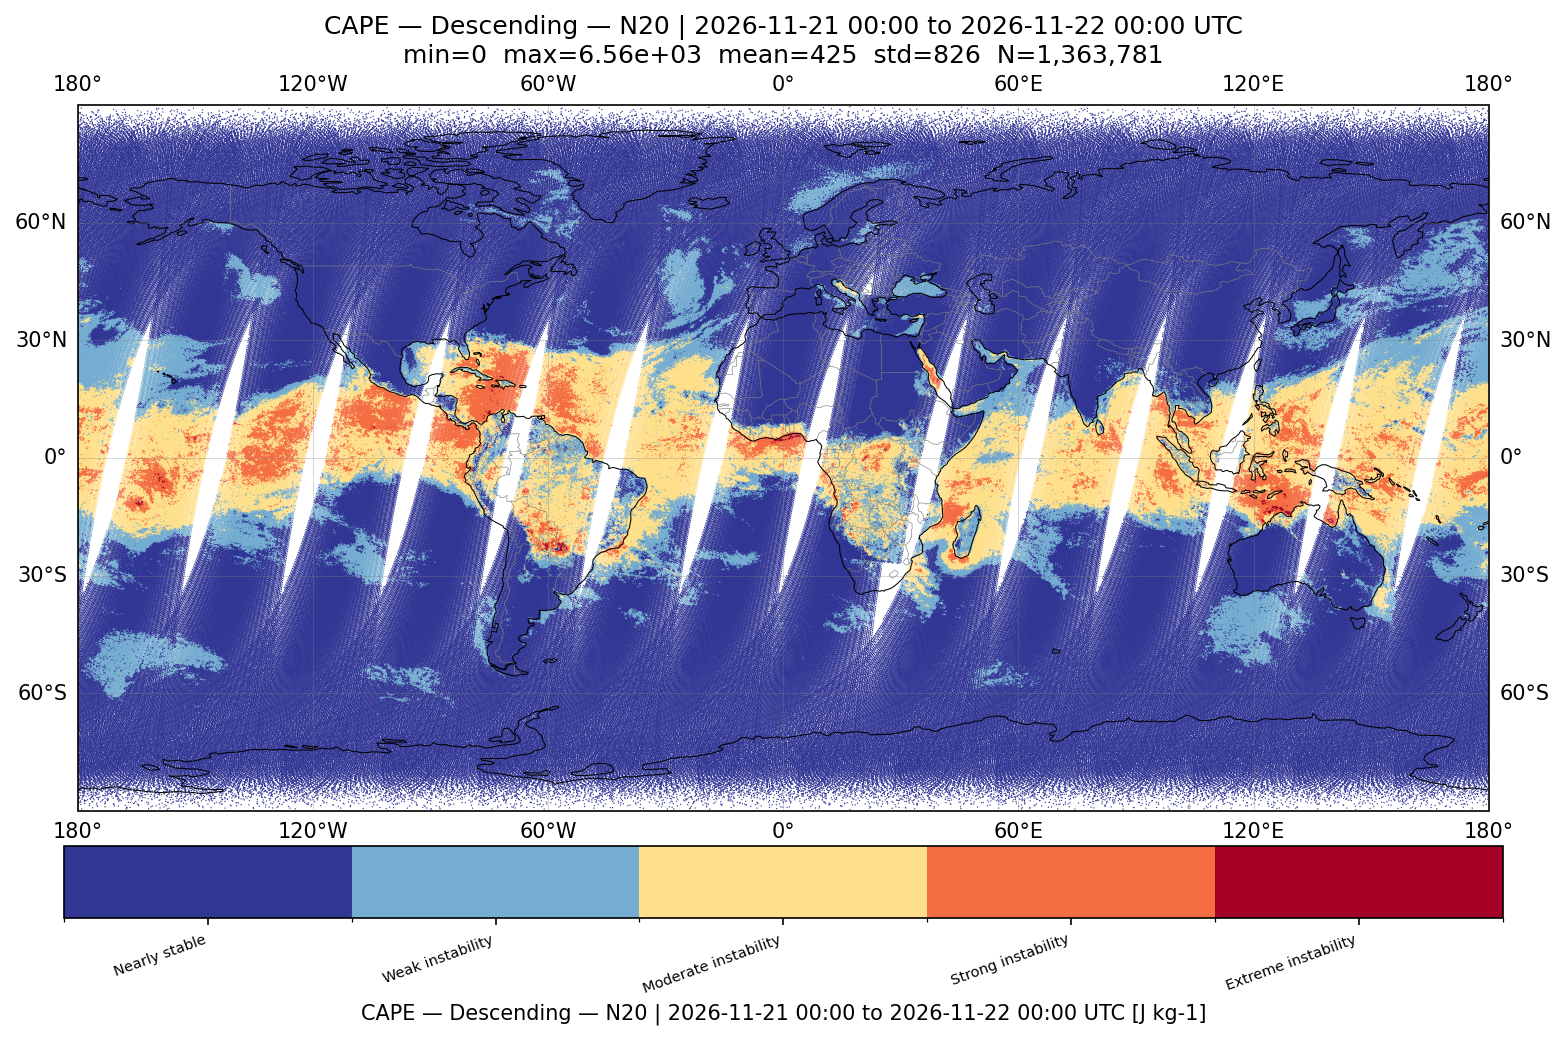 CAPE — Descending — N20 | 2026-11-21 00:00 to 2026-11-22 00:00 UTC
min=0 max=6.56e+03 mean=425 std=826 N=1,363,781
180° 120°W 60°W 0° 60°E 120°E 180°
60°N 60°N
30°N 30°N
0° 0°
30°S 30°S
60°S 60°S
180° 120°W 60°W 0° 60°E 120°E 180°
Nearly stable Weak instability Moderate instability Strong instability Extreme instability
CAPE — Descending — N20 | 2026-11-21 00:00 to 2026-11-22 00:00 UTC [J kg-1]